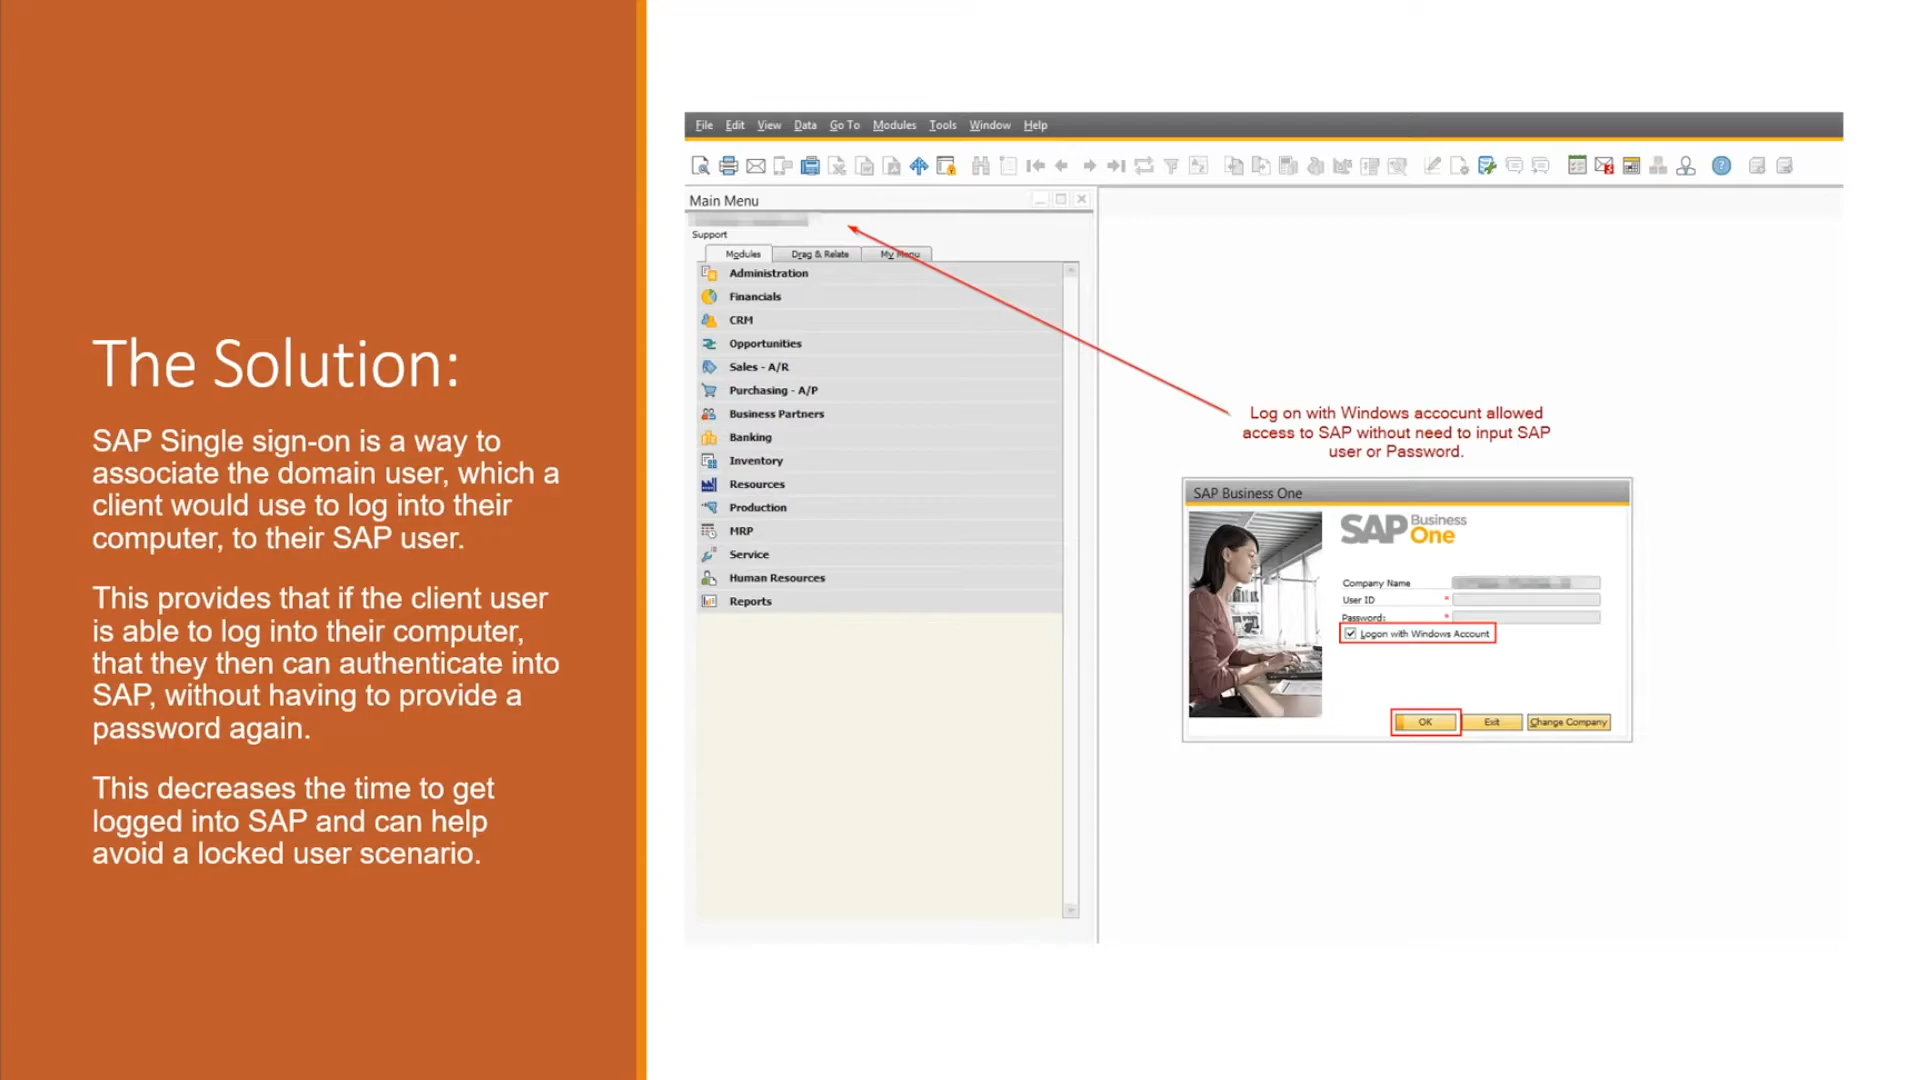 The Solution:
SAP Single sign-on is a way to
associate the domain user, which a
client would use to log into their
computer, to their SAP user.
This provides that if the client user
is able to log into their computer,
that they then can authenticate into
SAP, without having to provide a
password again.
This decreases the time to get
logged into SAP and can help
avoid a locked user scenario.
File Edit View Data Go To Modules Tools Window Help
Main Menu
Support
Modules Drag & Relate My Menu
Administration
Financials
CRM
Opportunities
Sales - A/R
Purchasing - A/P
Business Partners
Banking
Inventory
Resources
Production
MRP
Service
Human Resources
Reports
Log on with Windows accocunt allowed
access to SAP without need to input SAP
user or Password.
SAP Business One
SAP Business One
Company Name
User ID *
Password: *
Logon with Windows Account
OK Exit Change Company